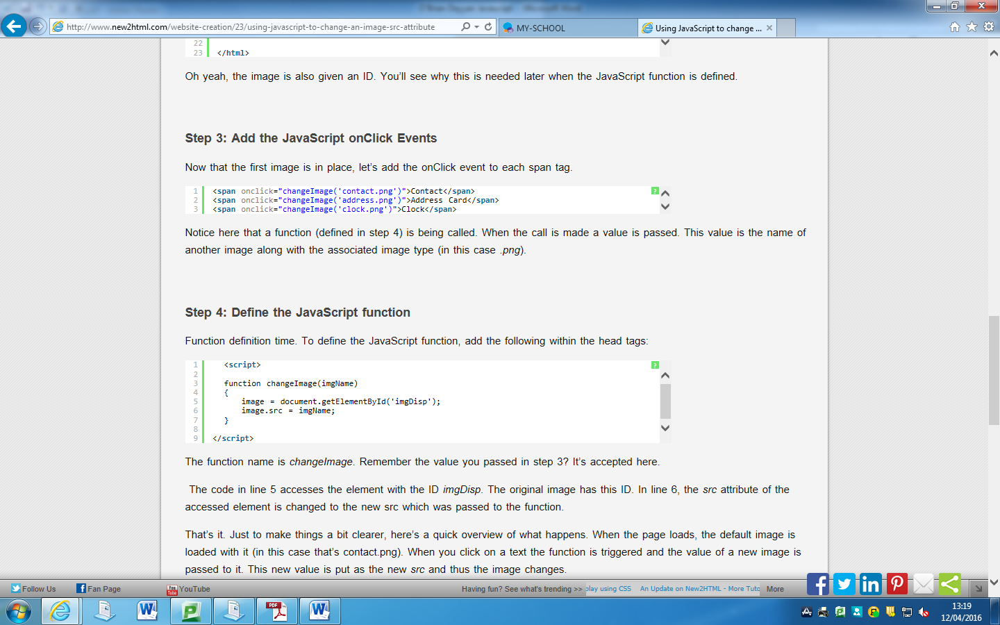 http://www.new2html.com/website-creation/23/using-javascript-to-change-an-image-src-attribute
MY-SCHOOL
Using JavaScript to change ...
22
23 </html>
Oh yeah, the image is also given an ID. You'll see why this is needed later when the JavaScript function is defined.
Step 3: Add the JavaScript onClick Events
Now that the first image is in place, let's add the onClick event to each span tag.
1 <span onclick="changeImage('contact.png')">Contact</span>
2 <span onclick="changeImage('address.png')">Address Card</span>
3 <span onclick="changeImage('clock.png')">Clock</span>
?
Notice here that a function (defined in step 4) is being called. When the call is made a value is passed. This value is the name of
another image along with the associated image type (in this case .png).
Step 4: Define the JavaScript function
Function definition time. To define the JavaScript function, add the following within the head tags:
1 <script>
2
3 function changeImage(imgName)
4 {
5 image = document.getElementById('imgDisp');
6 image.src = imgName;
7 }
8
9 </script>
?
The function name is changeImage. Remember the value you passed in step 3? It's accepted here.
The code in line 5 accesses the element with the ID imgDisp. The original image has this ID. In line 6, the src attribute of the
accessed element is changed to the new src which was passed to the function.
That's it. Just to make things a bit clearer, here's a quick overview of what happens. When the page loads, the default image is
loaded with it (in this case that's contact.png). When you click on a text the function is triggered and the value of a new image is
passed to it. This new value is put as the new src and thus the image changes.
Follow Us
Fan Page
You Tube YouTube
Having fun? See what's trending >> play using CSS An Update on New2HTML - More Tuto More
PDF
13:19
12/04/2016